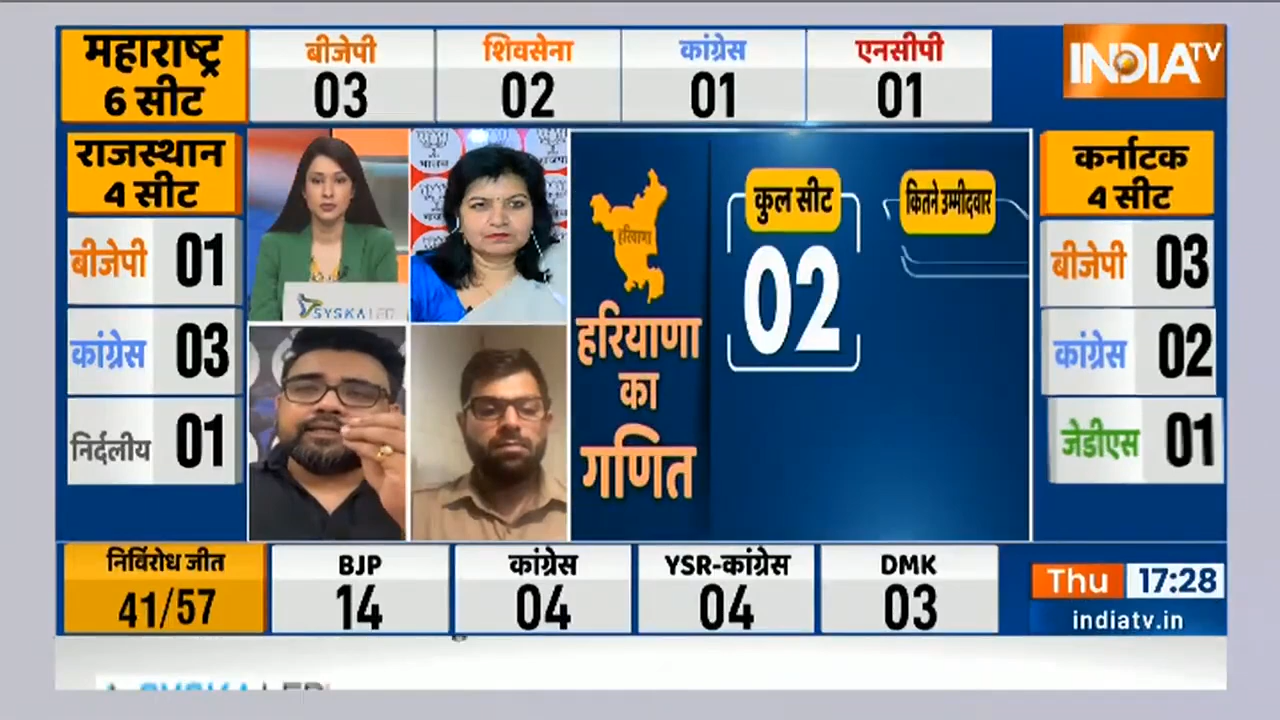 महाराष्ट्र
6 सीट
बीजेपी
03
शिवसेना
02
कांग्रेस
01
एनसीपी
01
INDIA TV
राजस्थान
4 सीट
बीजेपी 01
कांग्रेस 03
निर्दलीय 01
SYSKA LED
हरियाणा
हरियाणा
का
गणित
कुल सीट
02
कितने उम्मीदवार
कर्नाटक
4 सीट
बीजेपी 03
कांग्रेस 02
जेडीएस 01
निर्विरोध जीत
41/57
BJP
14
कांग्रेस
04
YSR-कांग्रेस
04
DMK
03
Thu 17:28
indiatv.in